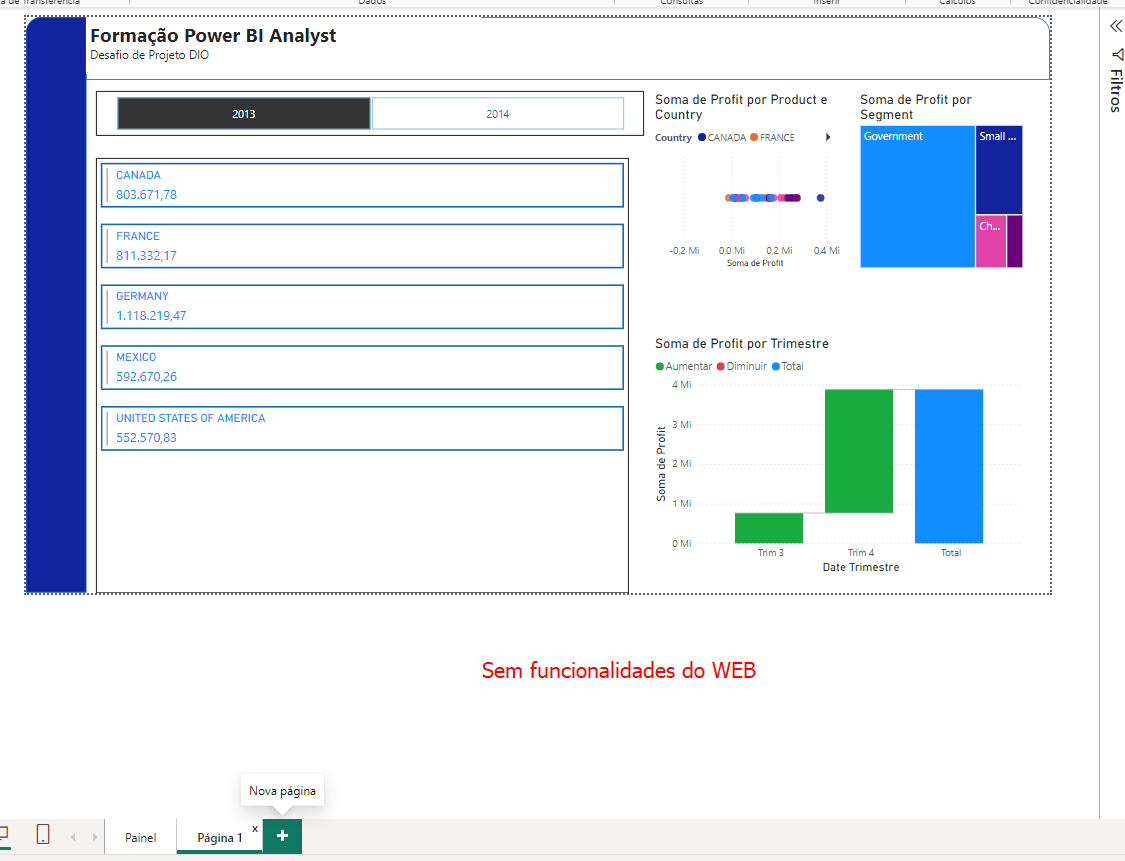 a de Transferência
Dados
Consultas
Inserir
Cálculos
Confidencialidade
Formação Power BI Analyst
Desafio de Projeto DIO
2013
2014
CANADA
803.671,78
FRANCE
811.332,17
GERMANY
1.118.219,47
MEXICO
592.670,26
UNITED STATES OF AMERICA
552.570,83
Soma de Profit por Product e
Country
Country CANADA FRANCE
-0,2 Mi 0,0 Mi 0,2 Mi 0,4 Mi
Soma de Profit
Soma de Profit por
Segment
Government
Small ...
Ch...
Soma de Profit por Trimestre
Aumentar Diminuir Total
4 Mi
3 Mi
2 Mi
1 Mi
0 Mi
Soma de Profit
Trim 3 Trim 4 Total
Date Trimestre
Filtros
Sem funcionalidades do WEB
Nova página
Painel
Página 1
x
+